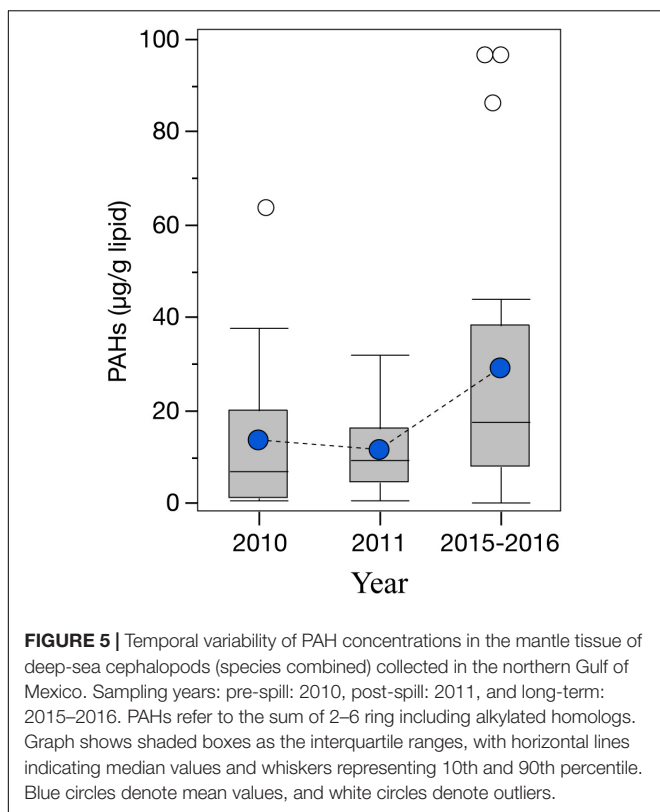 100
80
60
40
20
0
PAHs (µg/g lipid)
2010 2011 2015-2016
Year
FIGURE 5 | Temporal variability of PAH concentrations in the mantle tissue of
deep-sea cephalopods (species combined) collected in the northern Gulf of
Mexico. Sampling years: pre-spill: 2010, post-spill: 2011, and long-term:
2015–2016. PAHs refer to the sum of 2–6 ring including alkylated homologs.
Graph shows shaded boxes as the interquartile ranges, with horizontal lines
indicating median values and whiskers representing 10th and 90th percentile.
Blue circles denote mean values, and white circles denote outliers.